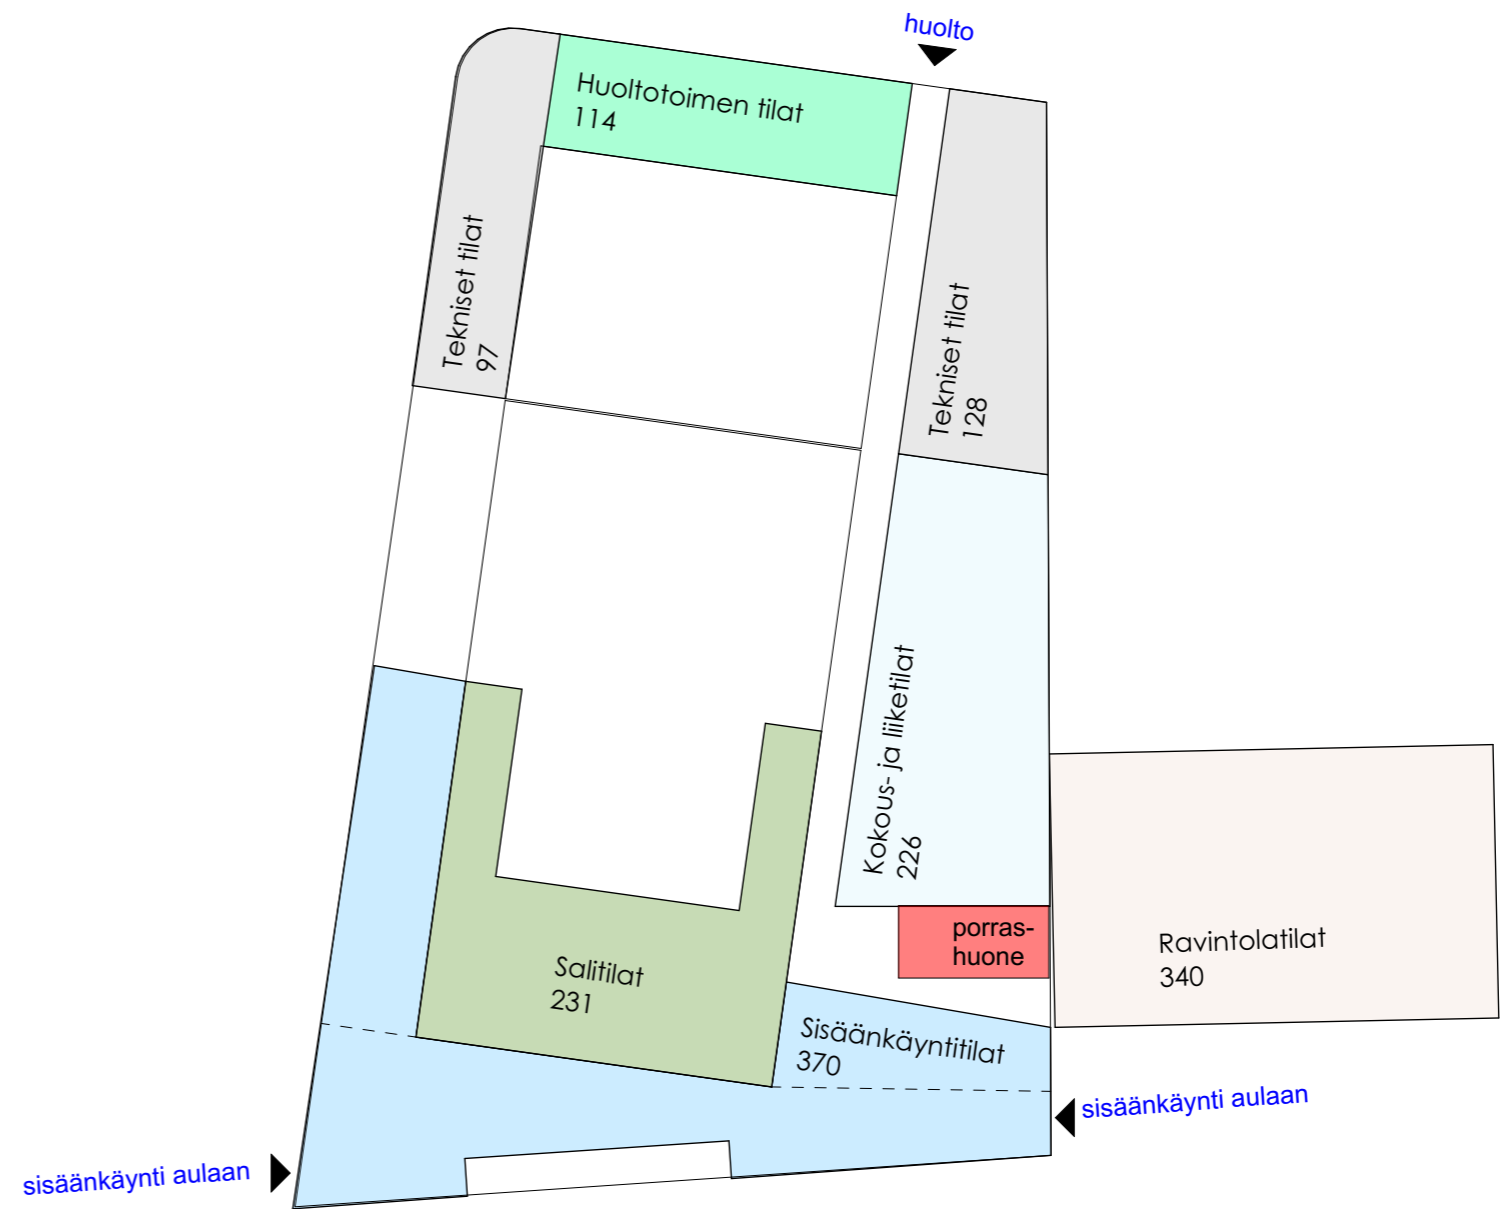 huolto
Huoltotoimen tilat
114
Tekniset tilat
97
Tekniset tilat
128
Kokous- ja liiketilat
226
porras-
huone
Ravintolatilat
340
Salitilat
231
Sisäänkäyntitilat
370
sisäänkäynti aulaan
sisäänkäynti aulaan